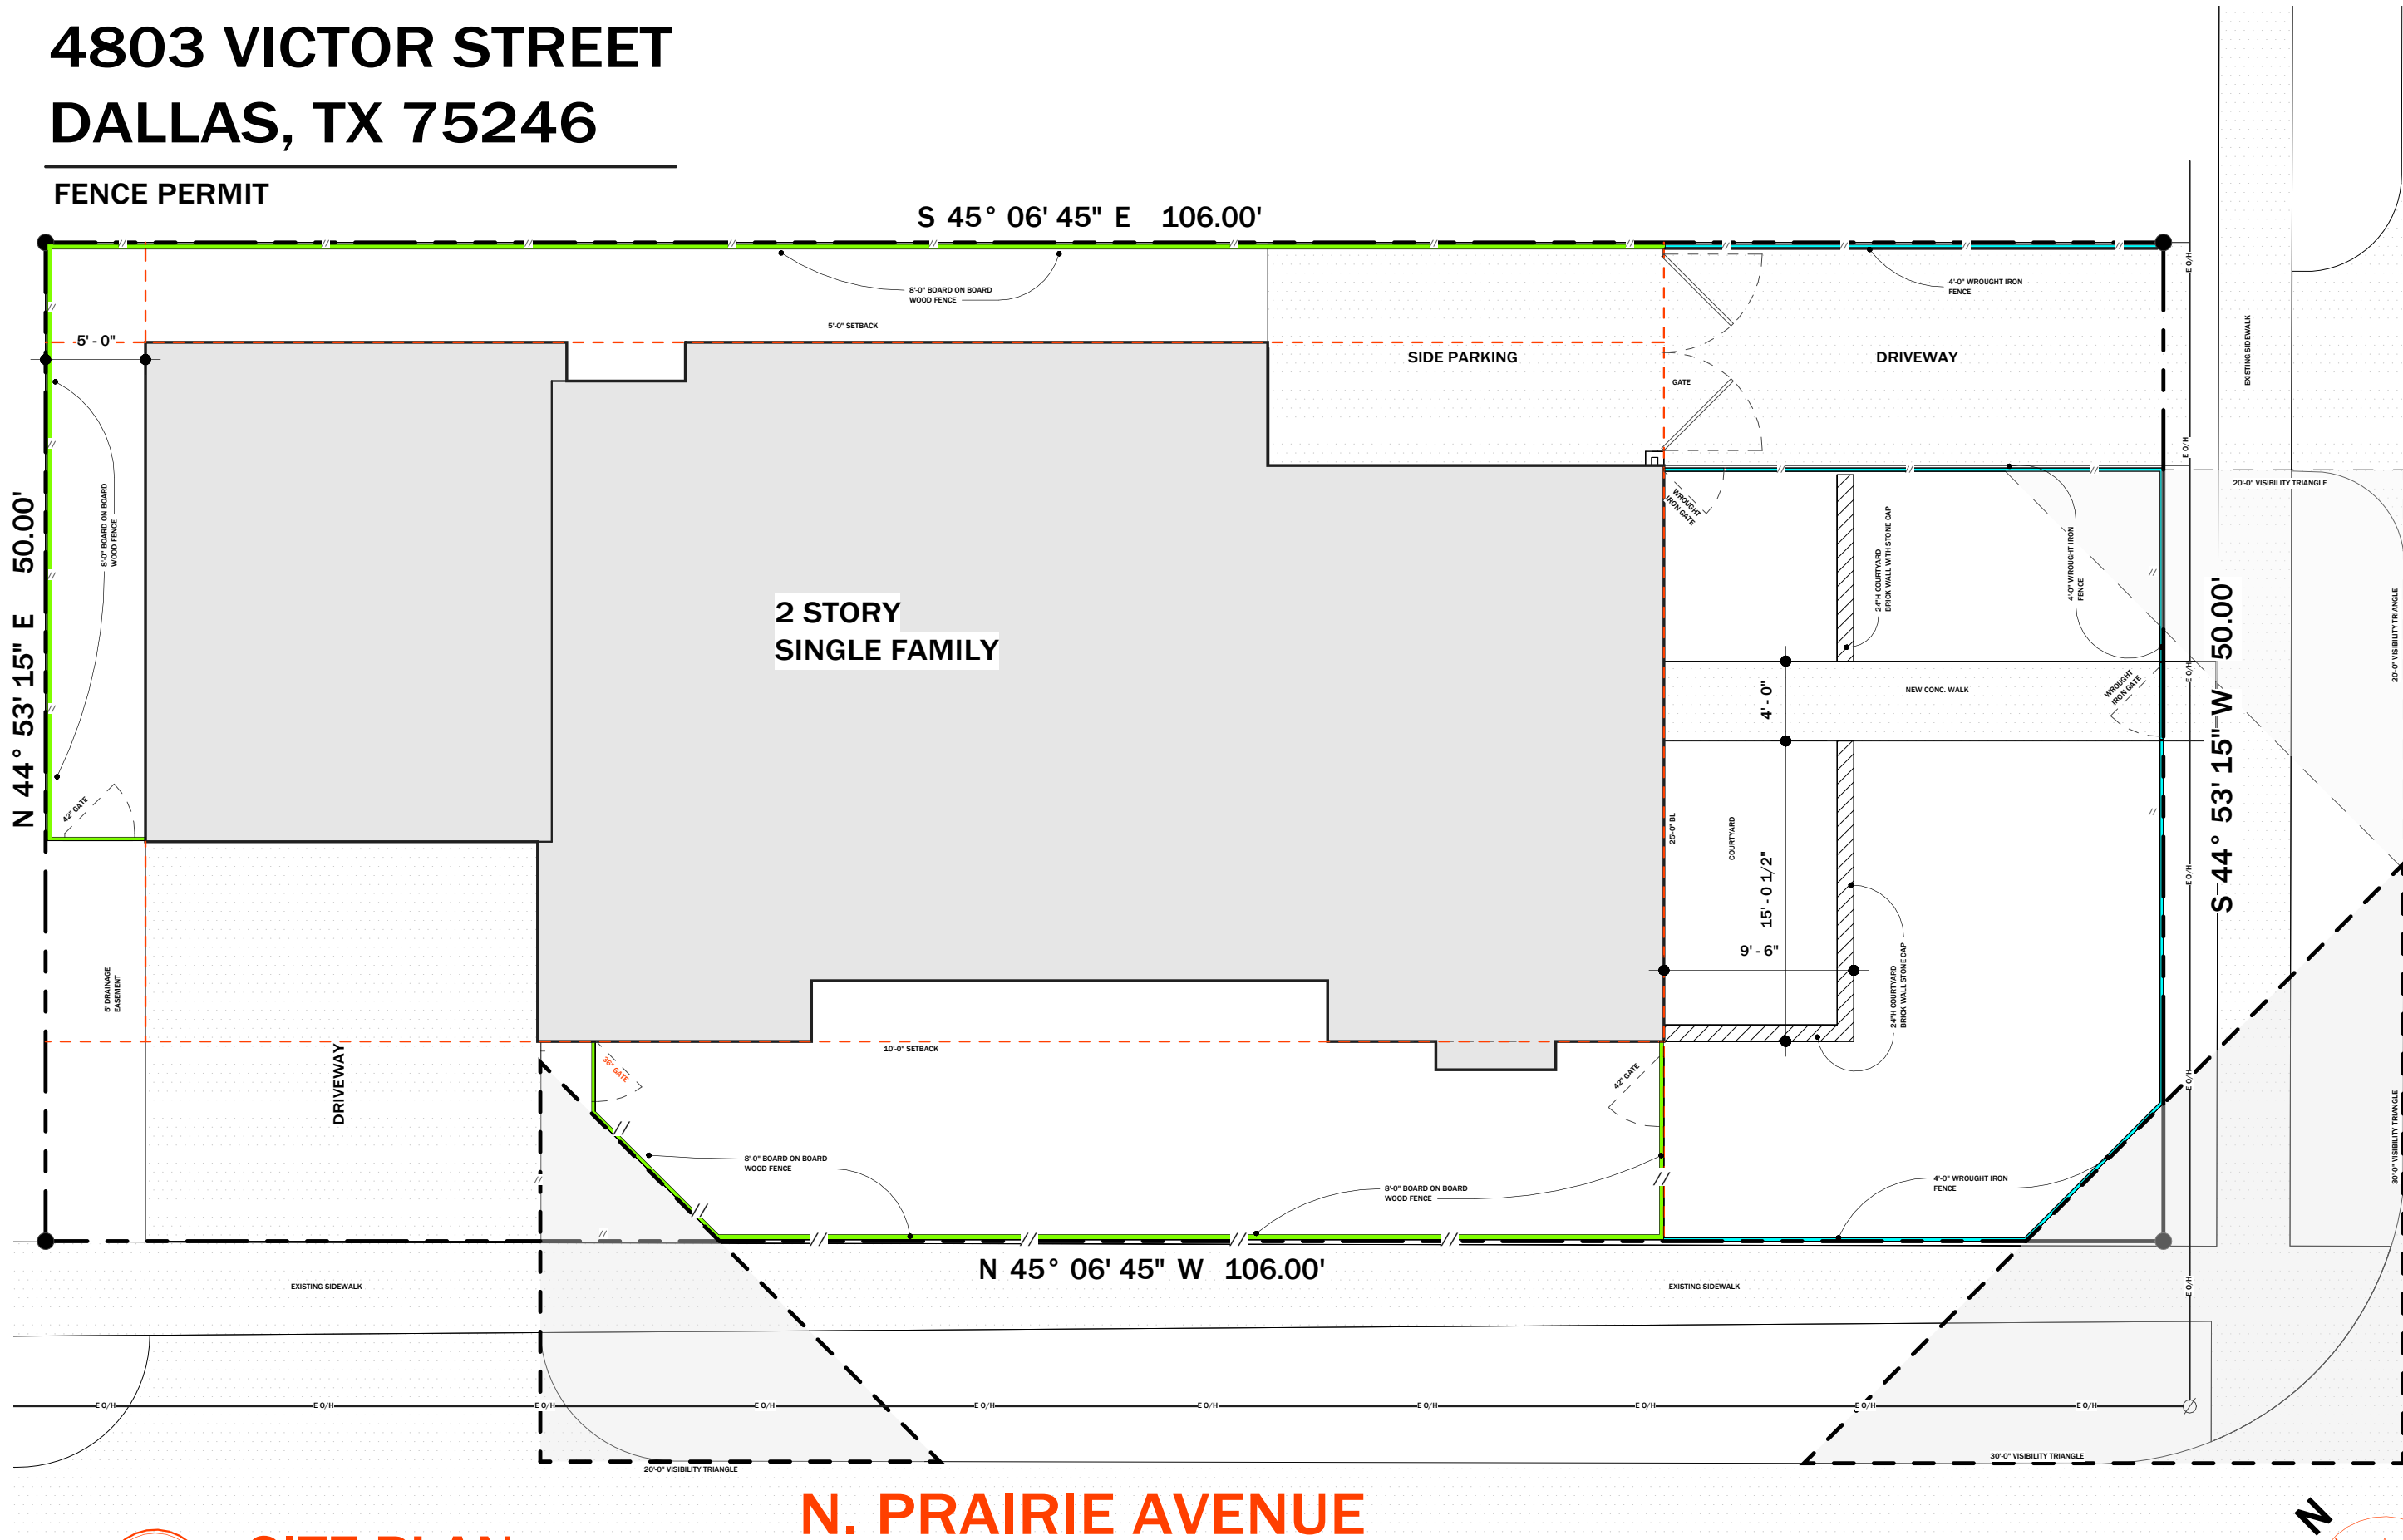 4803 VICTOR STREET
DALLAS, TX 75246
FENCE PERMIT
S 45° 06' 45" E 106.00'
8'-0" BOARD ON BOARD
WOOD FENCE
4'-0" WROUGHT IRON
FENCE
5'-0" SETBACK
5' - 0"
SIDE PARKING
DRIVEWAY
GATE
EXISTING SIDEWALK
E O/H
E O/H
20'-0" VISIBILITY TRIANGLE
WROUGHT
IRON GATE
N 44° 53' 15" E 50.00'
8'-0" BOARD ON BOARD
WOOD FENCE
24"H COURTYARD
BRICK WALL WITH STONE CAP
4'-0" WROUGHT IRON
FENCE
20'-0" VISIBILITY TRIANGLE
2 STORY
SINGLE FAMILY
4' - 0"
NEW CONC. WALK
WROUGHT
IRON GATE
E O/H
S 44° 53' 15" W 50.00'
42" GATE
25'-0" BL
COURTYARD
15' - 0 1/2"
E O/H
9' - 6"
24"H COURTYARD
BRICK WALL STONE CAP
5' DRAINAGE
EASEMENT
DRIVEWAY
10'-0" SETBACK
36" GATE
42" GATE
E O/H
30'-0" VISIBILITY TRIANGLE
8'-0" BOARD ON BOARD
WOOD FENCE
8'-0" BOARD ON BOARD
WOOD FENCE
4'-0" WROUGHT IRON
FENCE
N 45° 06' 45" W 106.00'
EXISTING SIDEWALK
EXISTING SIDEWALK
E O/H
E O/H
E O/H
E O/H
E O/H
E O/H
E O/H
E O/H
E O/H
E O/H
E O/H
20'-0" VISIBILITY TRIANGLE
30'-0" VISIBILITY TRIANGLE
N. PRAIRIE AVENUE
SITE PLAN
N